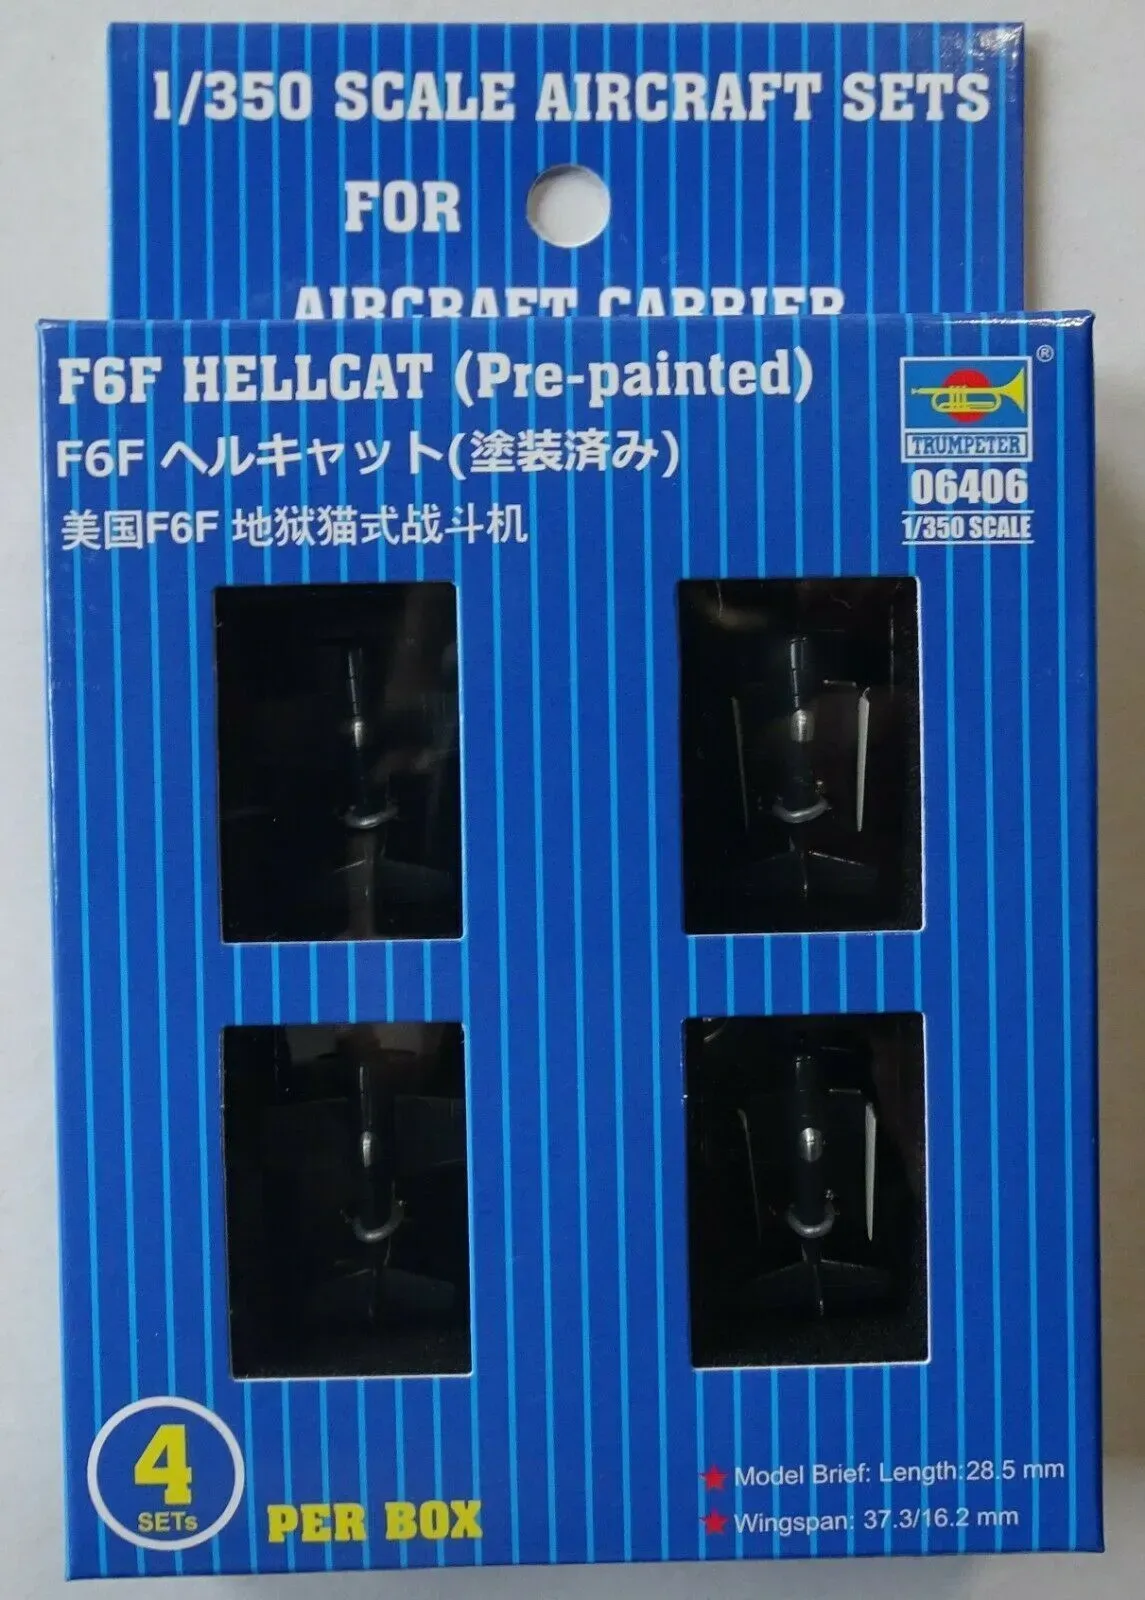 1/350 SCALE AIRCRAFT SETS
FOR
AIRCRAFT CARRIER
F6F HELLCAT (Pre-painted)
F6F ヘルキャット(塗装済み)
美国F6F 地狱猫式战斗机
®
TRUMPETER
06406
1/350 SCALE
4
SETs
PER BOX
★ Model Brief: Length:28.5 mm
★ Wingspan: 37.3/16.2 mm